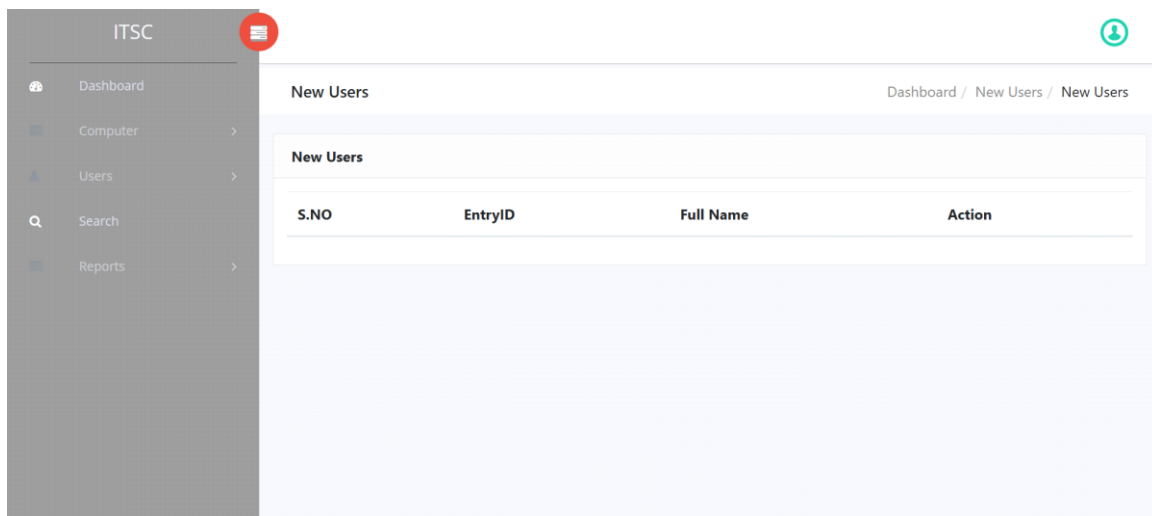 ITSC
Dashboard
Computer
Users
Search
Reports
New Users
Dashboard / New Users / New Users
New Users
S.NO EntryID Full Name Action